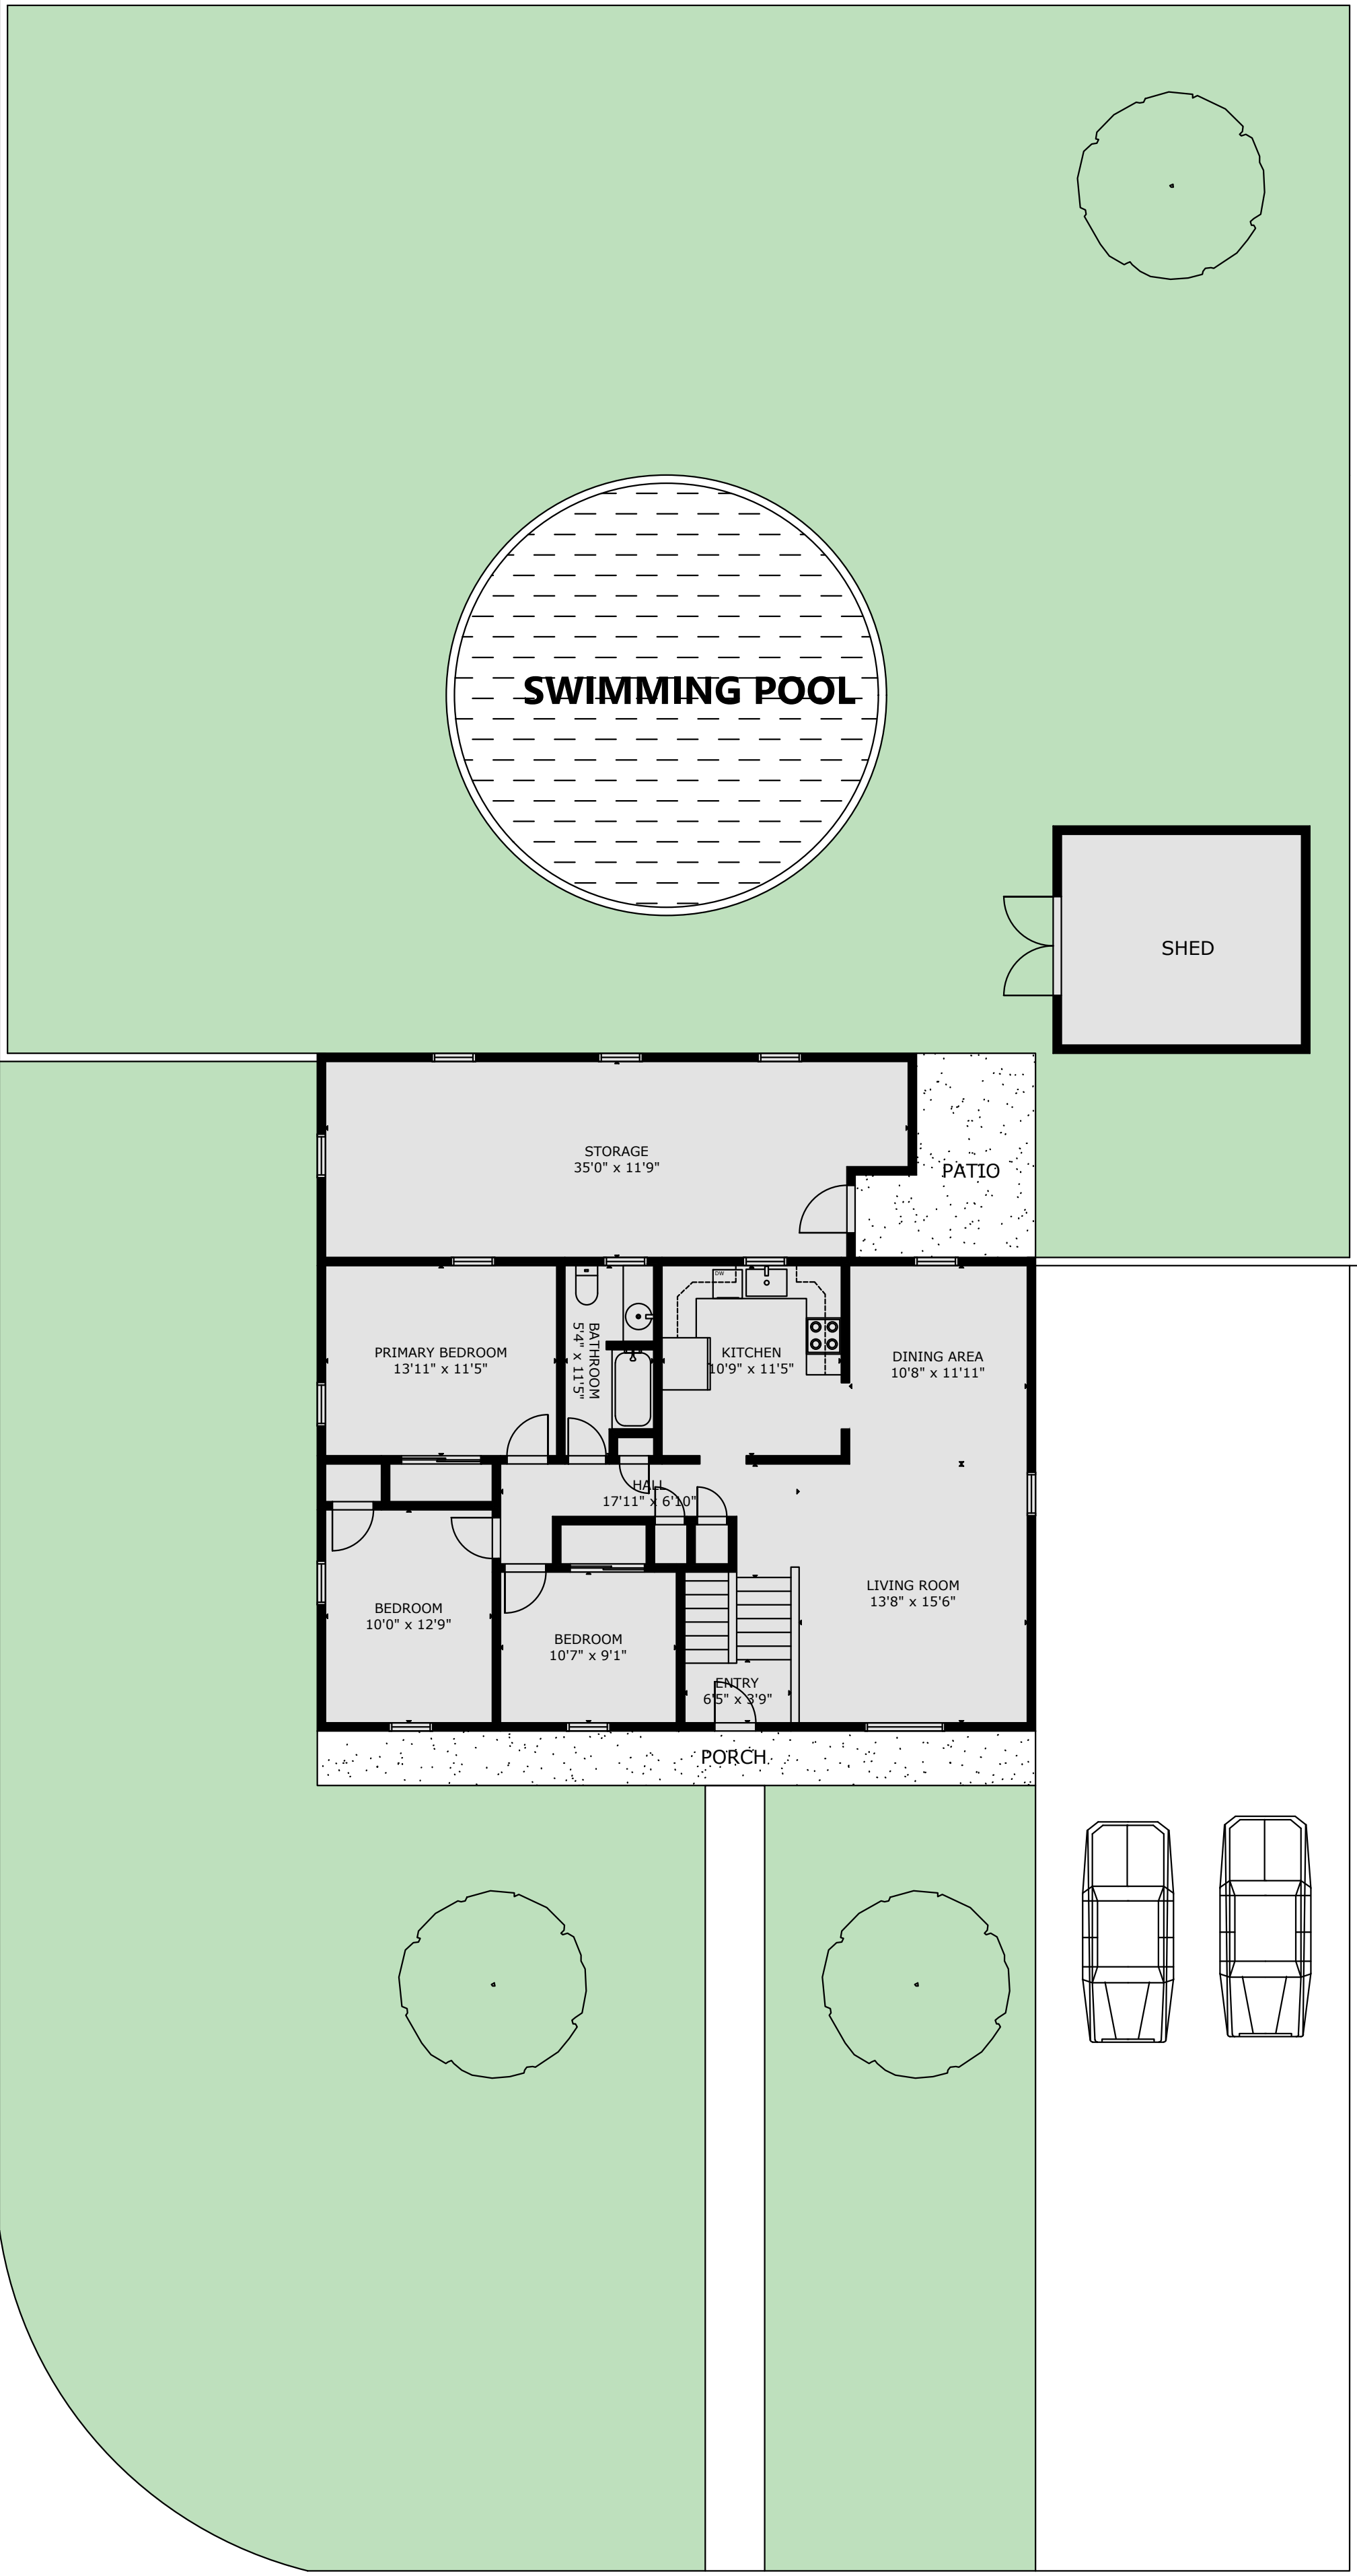 SWIMMING POOL
SHED
STORAGE
35'0" x 11'9"
PATIO
PRIMARY BEDROOM
13'11" x 11'5"
BATHROOM
5'4" x 11'5"
DW
KITCHEN
10'9" x 11'5"
DINING AREA
10'8" x 11'11"
HALL
17'11" x 6'10"
BEDROOM
10'0" x 12'9"
BEDROOM
10'7" x 9'1"
LIVING ROOM
13'8" x 15'6"
ENTRY
6'5" x 3'9"
PORCH